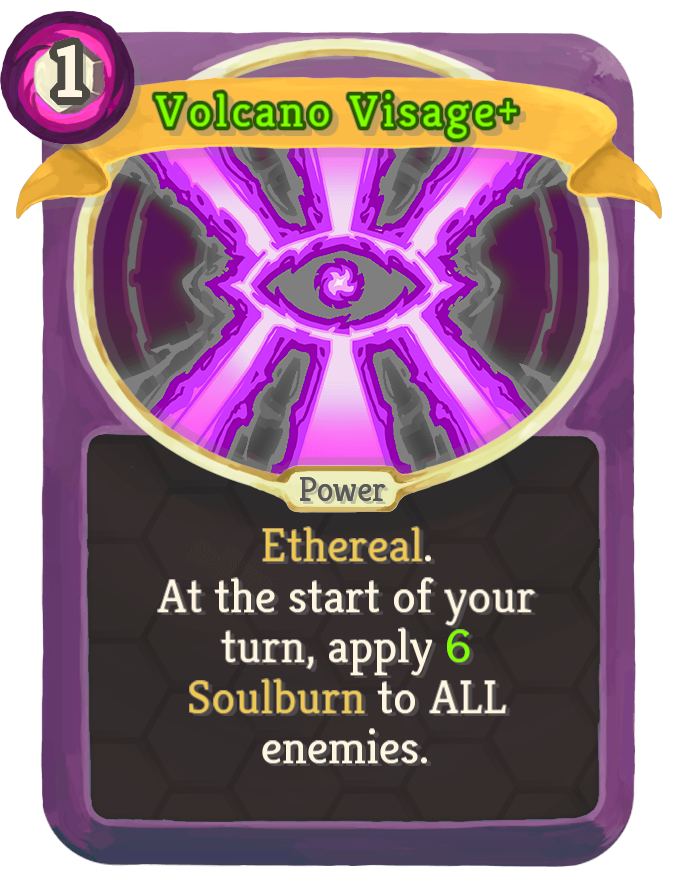 1
Volcano Visage+
Power
Ethereal.
At the start of your
turn, apply 6
Soulburn to ALL
enemies.